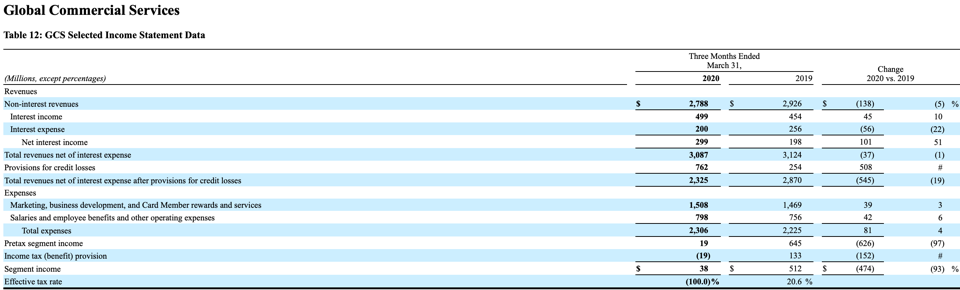 Global Commercial Services
Table 12: GCS Selected Income Statement Data
Three Months Ended
March 31,
Change
2020 vs. 2019
(Millions, except percentages) 2020 2019
Revenues
Non-interest revenues $ 2,788 $ 2,926 $ (138) (5) %
Interest income 499 454 45 10
Interest expense 200 256 (56) (22)
Net interest income 299 198 101 51
Total revenues net of interest expense 3,087 3,124 (37) (1)
Provisions for credit losses 762 254 508 #
Total revenues net of interest expense after provisions for credit losses 2,325 2,870 (545) (19)
Expenses
Marketing, business development, and Card Member rewards and services 1,508 1,469 39 3
Salaries and employee benefits and other operating expenses 798 756 42 6
Total expenses 2,306 2,225 81 4
Pretax segment income 19 645 (626) (97)
Income tax (benefit) provision (19) 133 (152) #
Segment income $ 38 $ 512 $ (474) (93) %
Effective tax rate (100.0)% 20.6 %